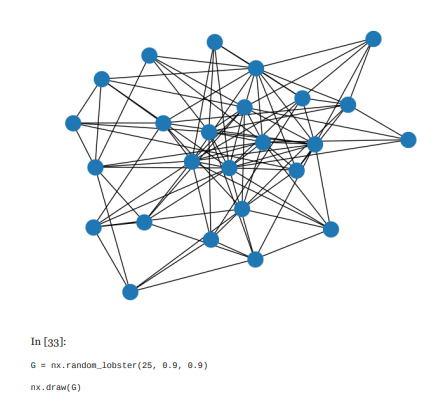 In [33]:
G = nx.random_lobster(25, 0.9, 0.9)
nx.draw(G)